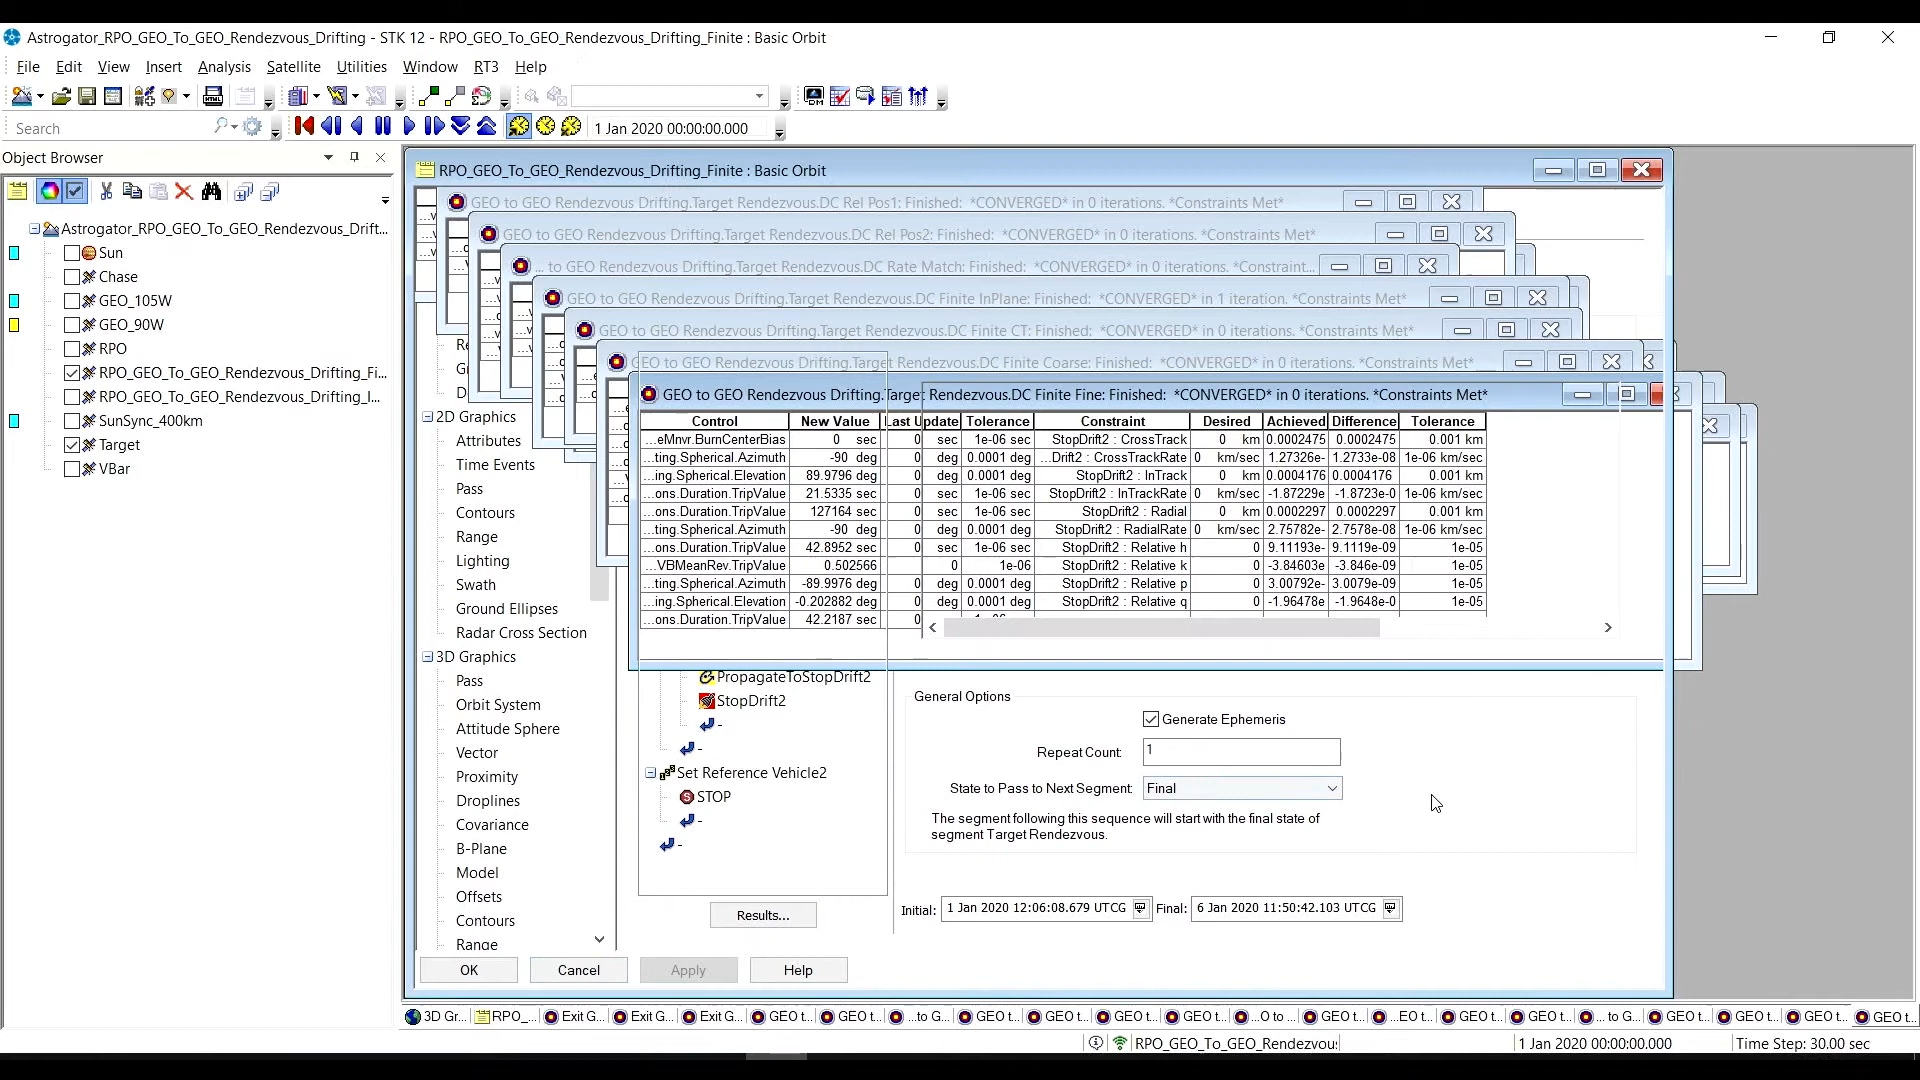 Astrogator_RPO_GEO_To_GEO_Rendezvous_Drifting - STK 12 - RPO_GEO_To_GEO_Rendezvous_Drifting_Finite : Basic Orbit
File Edit View Insert Analysis Satellite Utilities Window RT3 Help
Search
1 Jan 2020 00:00:00.000
Object Browser
Astrogator_RPO_GEO_To_GEO_Rendezvous_Drift...
Sun
Chase
GEO_105W
GEO_90W
RPO
RPO_GEO_To_GEO_Rendezvous_Drifting_Fi...
RPO_GEO_To_GEO_Rendezvous_Drifting_I...
SunSync_400km
Target
VBar
RPO_GEO_To_GEO_Rendezvous_Drifting_Finite : Basic Orbit
GEO to GEO Rendezvous Drifting.Target Rendezvous.DC Rel Pos1: Finished: *CONVERGED* in 0 iterations. *Constraints Met*
GEO to GEO Rendezvous Drifting.Target Rendezvous.DC Rel Pos2: Finished: *CONVERGED* in 0 iterations. *Constraints Met*
... to GEO Rendezvous Drifting.Target Rendezvous.DC Rate Match: Finished: *CONVERGED* in 0 iterations. *Constraint...
GEO to GEO Rendezvous Drifting.Target Rendezvous.DC Finite InPlane: Finished: *CONVERGED* in 1 iteration. *Constraints Met*
GEO to GEO Rendezvous Drifting.Target Rendezvous.DC Finite CT: Finished: *CONVERGED* in 0 iterations. *Constraints Met*
GEO to GEO Rendezvous Drifting.Target Rendezvous.DC Finite Coarse: Finished: *CONVERGED* in 0 iterations. *Constraints Met*
GEO to GEO Rendezvous Drifting.Target Rendezvous.DC Finite Fine: Finished: *CONVERGED* in 0 iterations. *Constraints Met*
Control New Value Last Update Tolerance Constraint Desired Achieved Difference Tolerance
...eMnvr.BurnCenterBias 0 sec 0 sec 1e-06 sec StopDrift2 : CrossTrack 0 km 0.0002475 0.0002475 0.001 km
...ting.Spherical.Azimuth -90 deg 0 deg 0.0001 deg ...Drift2 : CrossTrackRate 0 km/sec 1.27326e- 1.2733e-08 1e-06 km/sec
...ing.Spherical.Elevation 89.9796 deg 0 deg 0.0001 deg StopDrift2 : InTrack 0 km 0.0004176 0.0004176 0.001 km
...ons.Duration.TripValue 21.5335 sec 0 sec 1e-06 sec StopDrift2 : InTrackRate 0 km/sec -1.87229e -1.8723e-0 1e-06 km/sec
...ons.Duration.TripValue 127164 sec 0 sec 1e-06 sec StopDrift2 : Radial 0 km 0.0002297 0.0002297 0.001 km
...ting.Spherical.Azimuth -90 deg 0 deg 0.0001 deg StopDrift2 : RadialRate 0 km/sec 2.75782e- 2.7578e-08 1e-06 km/sec
...ons.Duration.TripValue 42.8952 sec 0 sec 1e-06 sec StopDrift2 : Relative h 0 9.11193e- 9.1119e-09 1e-05
...VBMeanRev.TripValue 0.502566 0 1e-06 StopDrift2 : Relative k 0 -3.84603e -3.846e-09 1e-05
...ting.Spherical.Azimuth -89.9976 deg 0 deg 0.0001 deg StopDrift2 : Relative p 0 3.00792e- 3.0079e-09 1e-05
...ing.Spherical.Elevation -0.202882 deg 0 deg 0.0001 deg StopDrift2 : Relative q 0 -1.96478e -1.9648e-0 1e-05
...ons.Duration.TripValue 42.2187 sec 0
2D Graphics
Attributes
Time Events
Pass
Contours
Range
Lighting
Swath
Ground Ellipses
Radar Cross Section
3D Graphics
Pass
Orbit System
Attitude Sphere
Vector
Proximity
Droplines
Covariance
B-Plane
Model
Offsets
Contours
Range
PropagateToStopDrift2
StopDrift2
-
-
Set Reference Vehicle2
STOP
-
-
Results...
General Options
Generate Ephemeris
Repeat Count: 1
State to Pass to Next Segment: Final
The segment following this sequence will start with the final state of
segment Target Rendezvous.
Initial: 1 Jan 2020 12:06:08.679 UTCG Final: 6 Jan 2020 11:50:42.103 UTCG
OK Cancel Apply Help
3D Gr... RPO_... Exit G... Exit G... Exit G... GEO t... GEO t... ...to G... GEO t... GEO t... GEO t... GEO t... ...O to ... GEO t... ...EO t... GEO t... GEO t... ... to G... GEO t... GEO t... GEO t... GEO t...
RPO_GEO_To_GEO_Rendezvou: 1 Jan 2020 00:00:00.000 Time Step: 30.00 sec